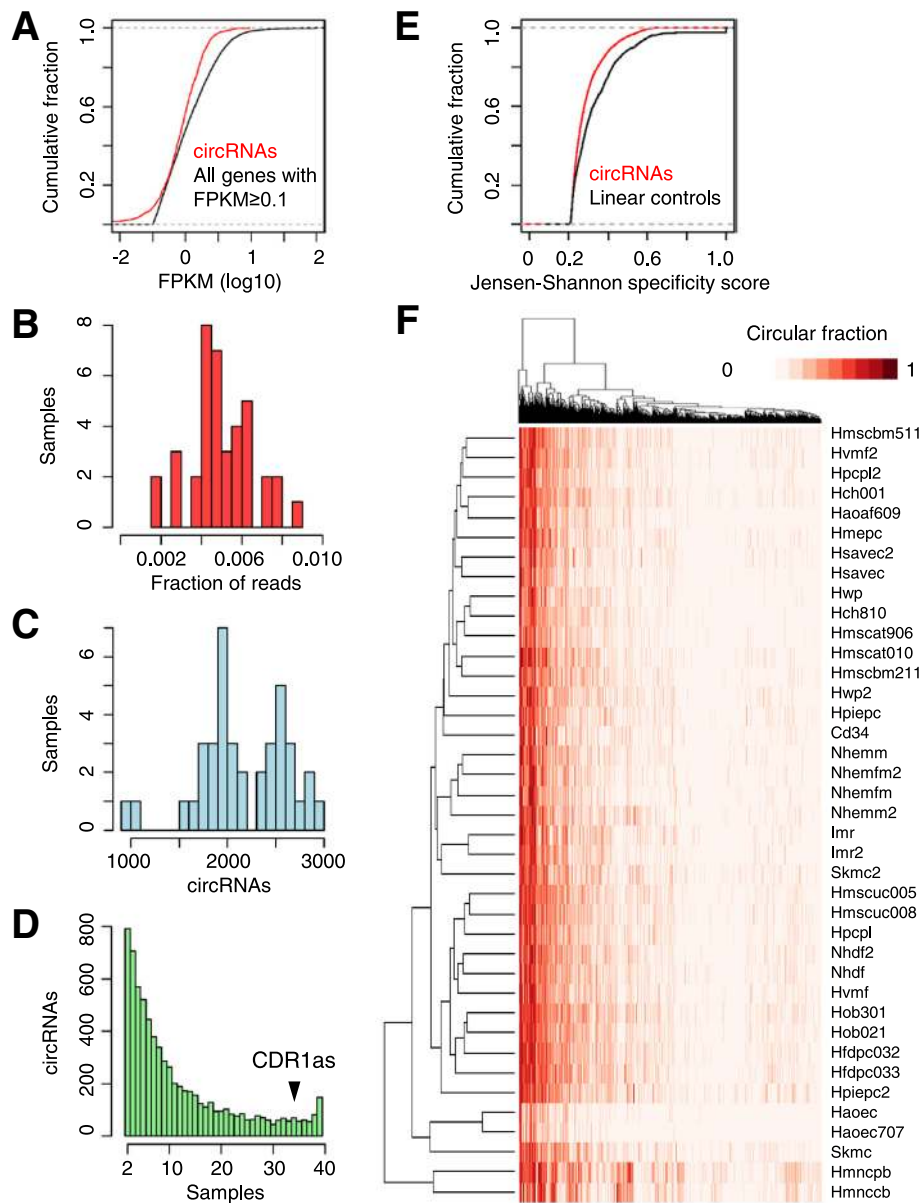 A
Cumulative fraction
1.0
0.6
0.2
circRNAs
All genes with
FPKM≥0.1
-2 -1 0 1 2
FPKM (log10)
E
Cumulative fraction
1.0
0.6
0.2
circRNAs
Linear controls
0 0.2 0.6 1.0
Jensen-Shannon specificity score
B
Samples
8
6
4
2
0
0.002 0.006 0.010
Fraction of reads
C
Samples
6
4
2
0
1000 2000 3000
circRNAs
D
circRNAs
800
600
400
200
0
CDR1as
2 10 20 30 40
Samples
F
Circular fraction
0 1
Hmscbm511
Hvmf2
Hpcpl2
Hch001
Haoaf609
Hmepc
Hsavec2
Hsavec
Hwp
Hch810
Hmscat906
Hmscat010
Hmscbm211
Hwp2
Hpiepc
Cd34
Nhemm
Nhemfm2
Nhemfm
Nhemm2
Imr
Imr2
Skmc2
Hmscuc005
Hmscuc008
Hpcpl
Nhdf2
Nhdf
Hvmf
Hob301
Hob021
Hfdpc032
Hfdpc033
Hpiepc2
Haoec
Haoec707
Skmc
Hmncpb
Hmnccb